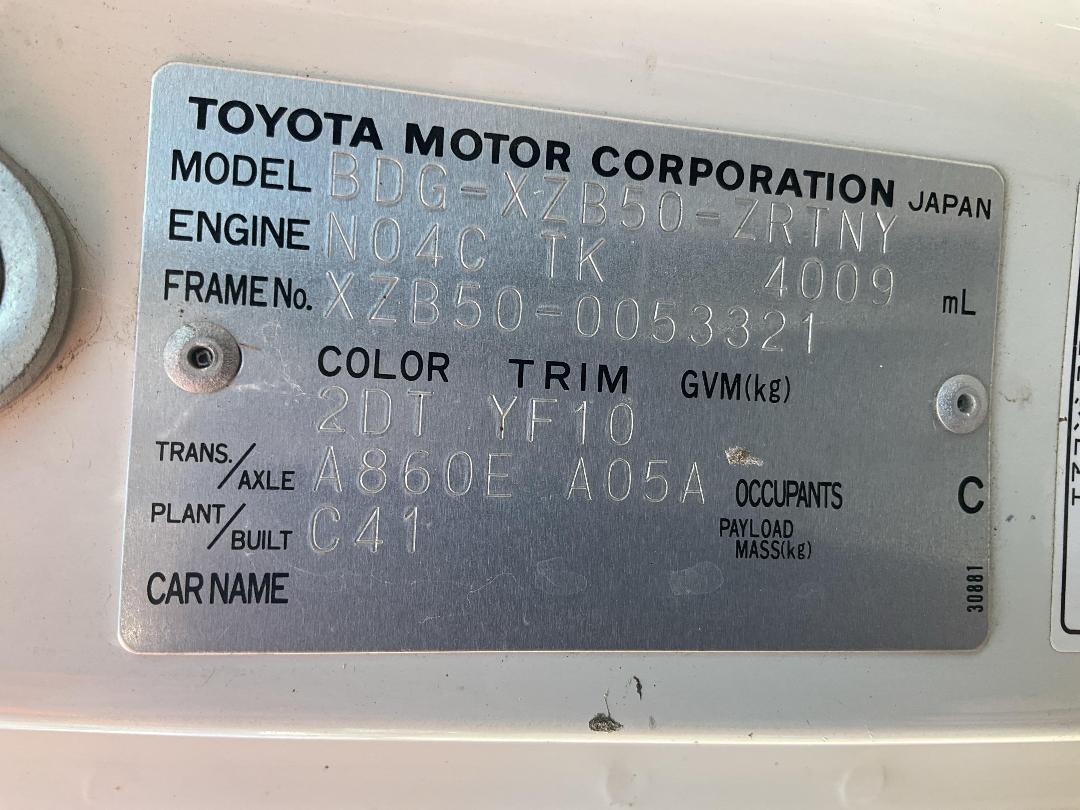 TOYOTA MOTOR CORPORATION JAPAN
MODEL BDG-XZB50-ZRTNY
ENGINE N04C TK 4009 mL
FRAME No. XZB50-0053321
COLOR TRIM GVM(kg)
2DT YF10
TRANS./AXLE A860E A05A OCCUPANTS C
PLANT/BUILT C41 PAYLOAD MASS(kg)
CAR NAME
30881